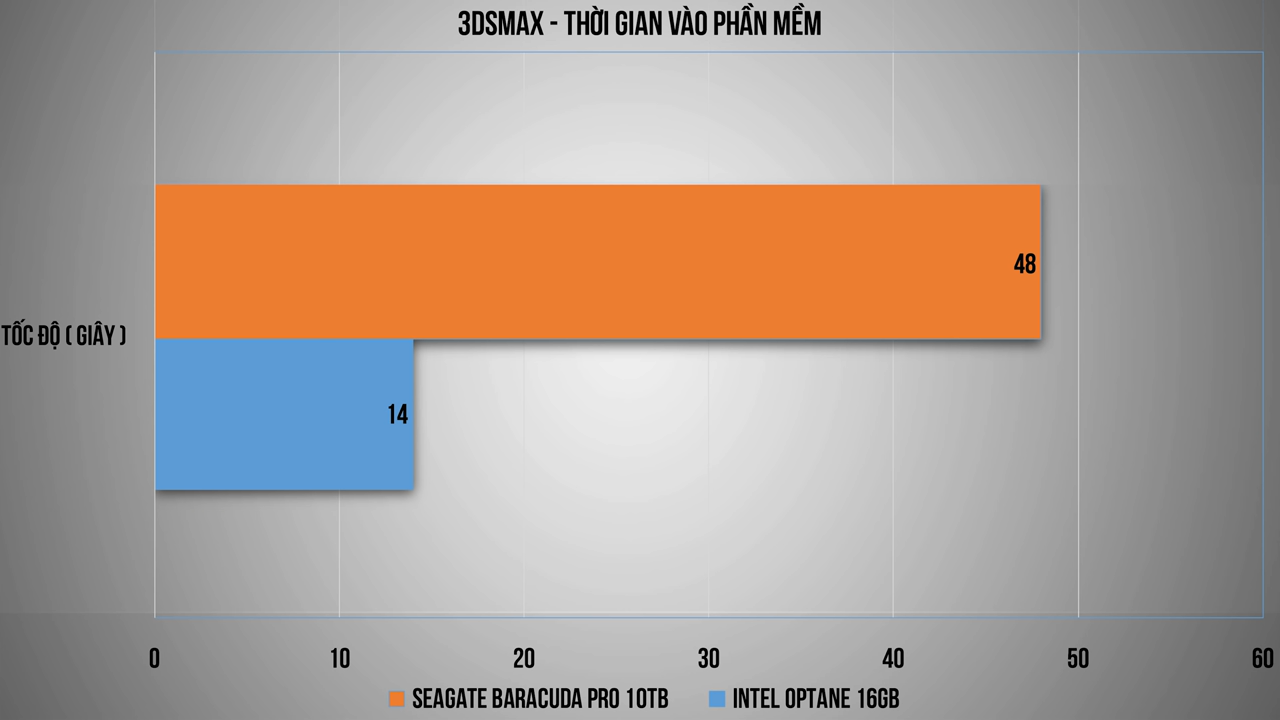 3DSMAX - THỜI GIAN VÀO PHẦN MỀM
48
TỐC ĐỘ ( GIÂY )
14
0 10 20 30 40 50 60
SEAGATE BARACUDA PRO 10TB INTEL OPTANE 16GB